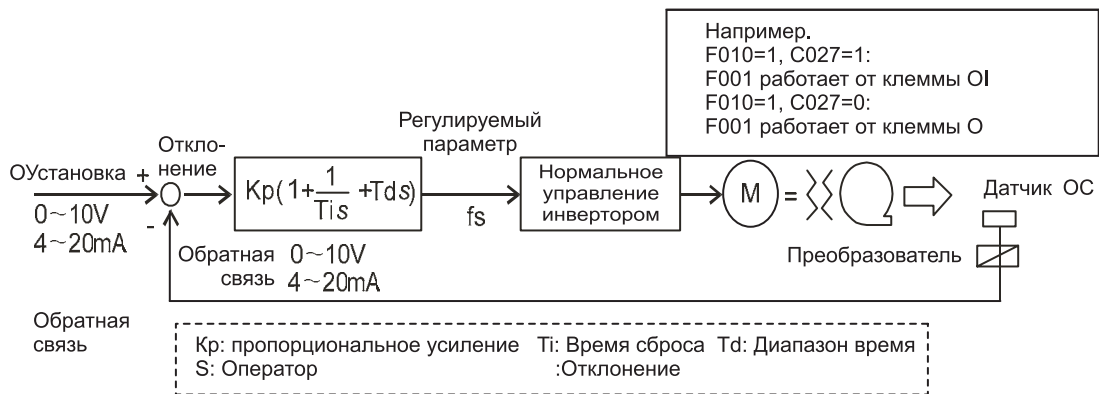 Например.
F010=1, C027=1:
F001 работает от клеммы OI
F010=1, C027=0:
F001 работает от клеммы O
Регулируемый
параметр
Откло-
нение
ОУстановка +
0~10V
4~20mA
-
Kp(1+1/Tis+Tds)
fs
Нормальное
управление
инвертором
M
=
Датчик ОС
Преобразователь
Обратная
связь
0~10V
4~20mA
Обратная
связь
Кр: пропорциональное усиление Ti: Время сброса Td: Диапазон время
S: Оператор :Отклонение